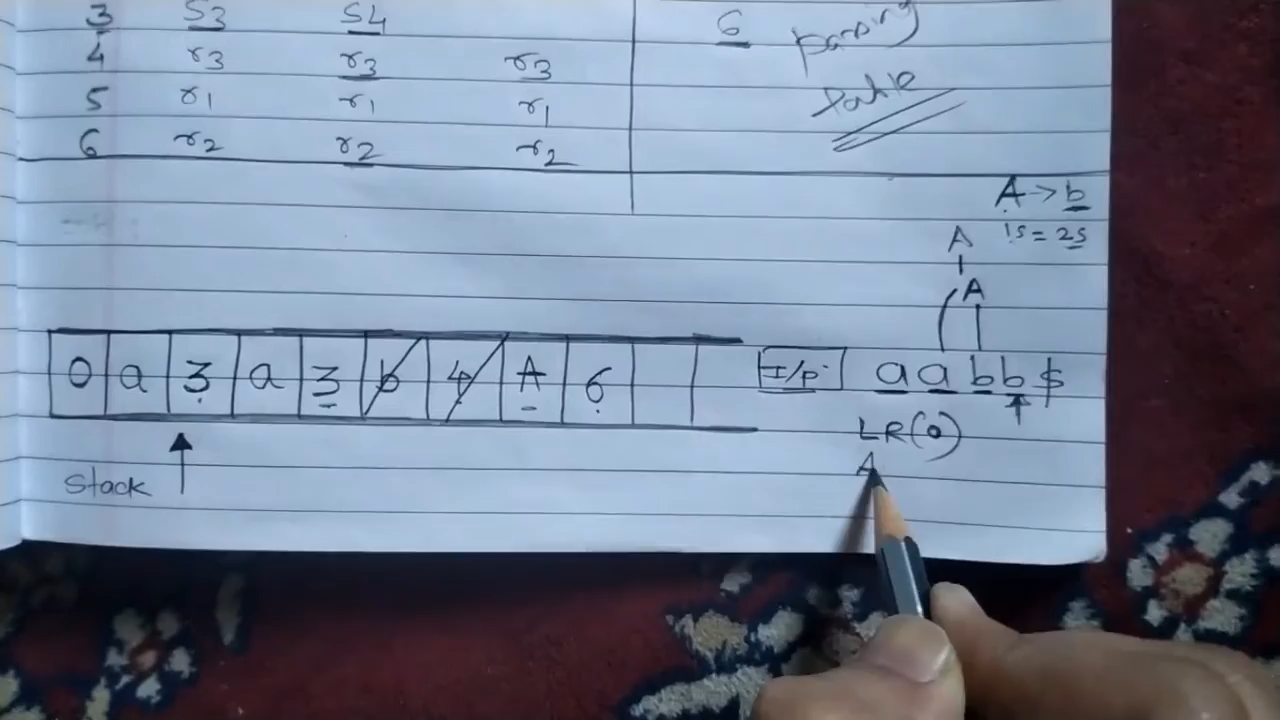 3 S3 S4
4 r3 r3 r3
5 r1 r1 r1
6 r2 r2 r2
6
parsing
table
A->b
1s=2s
A
A
0 a 3 a 3 b 4 A 6
I/p aabb$
LR(0)
A
Stack